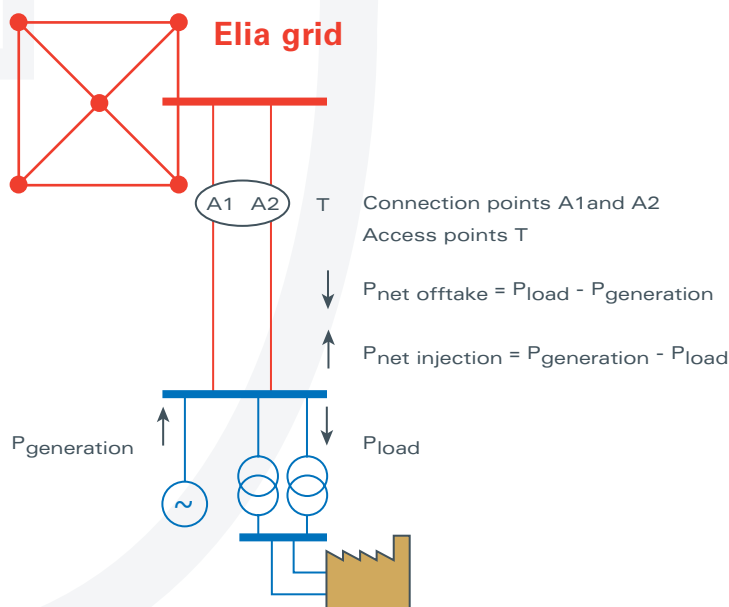 Elia grid
A1 A2 T Connection points A1and A2
Access points T
Pnet offtake = Pload - Pgeneration
Pnet injection = Pgeneration - Pload
Pgeneration
Pload
~